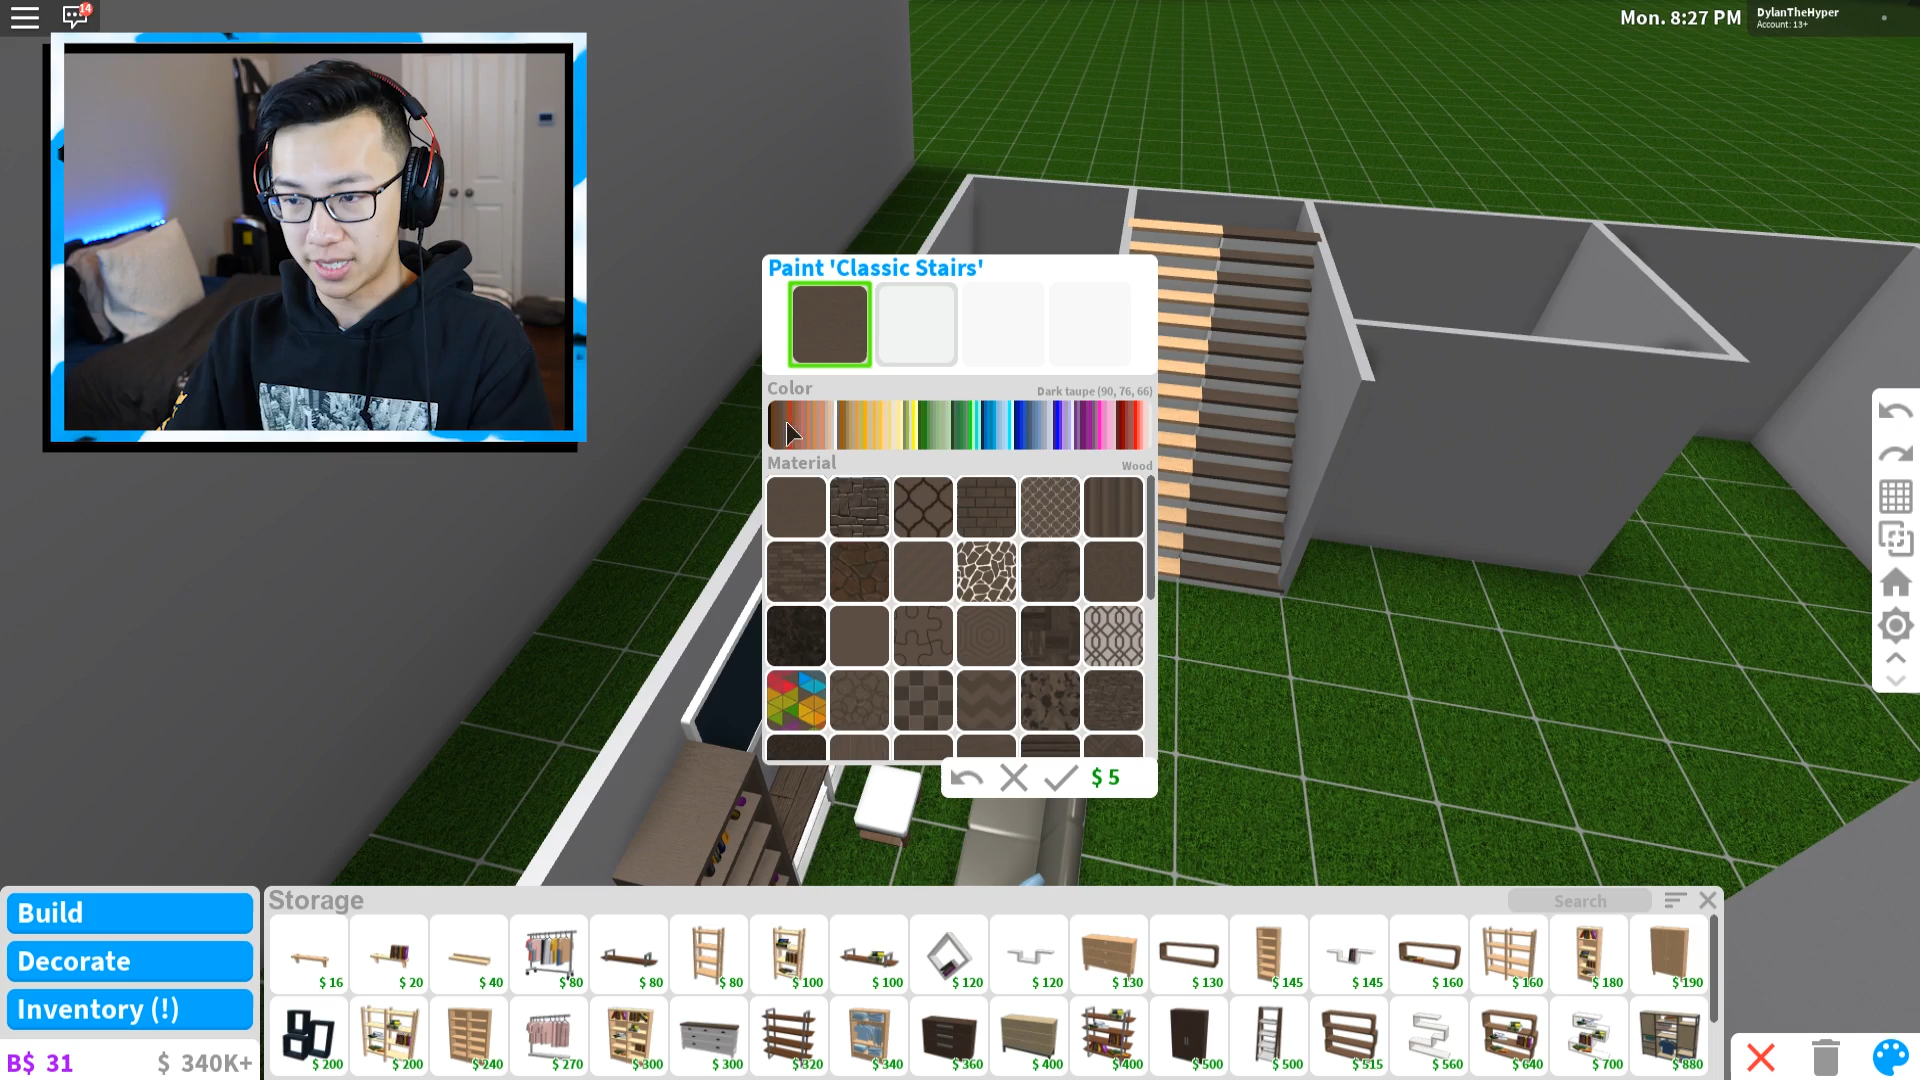 14
Mon. 8:27 PM
DylanTheHyper
Account: 13+
Paint 'Classic Stairs'
Color
Dark taupe (90, 76, 66)
Material
Wood
$ 5
Build
Decorate
Inventory (!)
B$ 31
$ 340K+
Storage
Search
$ 16
$ 20
$ 40
$ 80
$ 80
$ 80
$ 100
$ 100
$ 120
$ 120
$ 130
$ 130
$ 145
$ 145
$ 160
$ 160
$ 180
$ 190
$ 200
$ 200
$ 240
$ 270
$ 300
$ 300
$ 320
$ 340
$ 360
$ 400
$ 400
$ 500
$ 500
$ 515
$ 560
$ 640
$ 700
$ 880